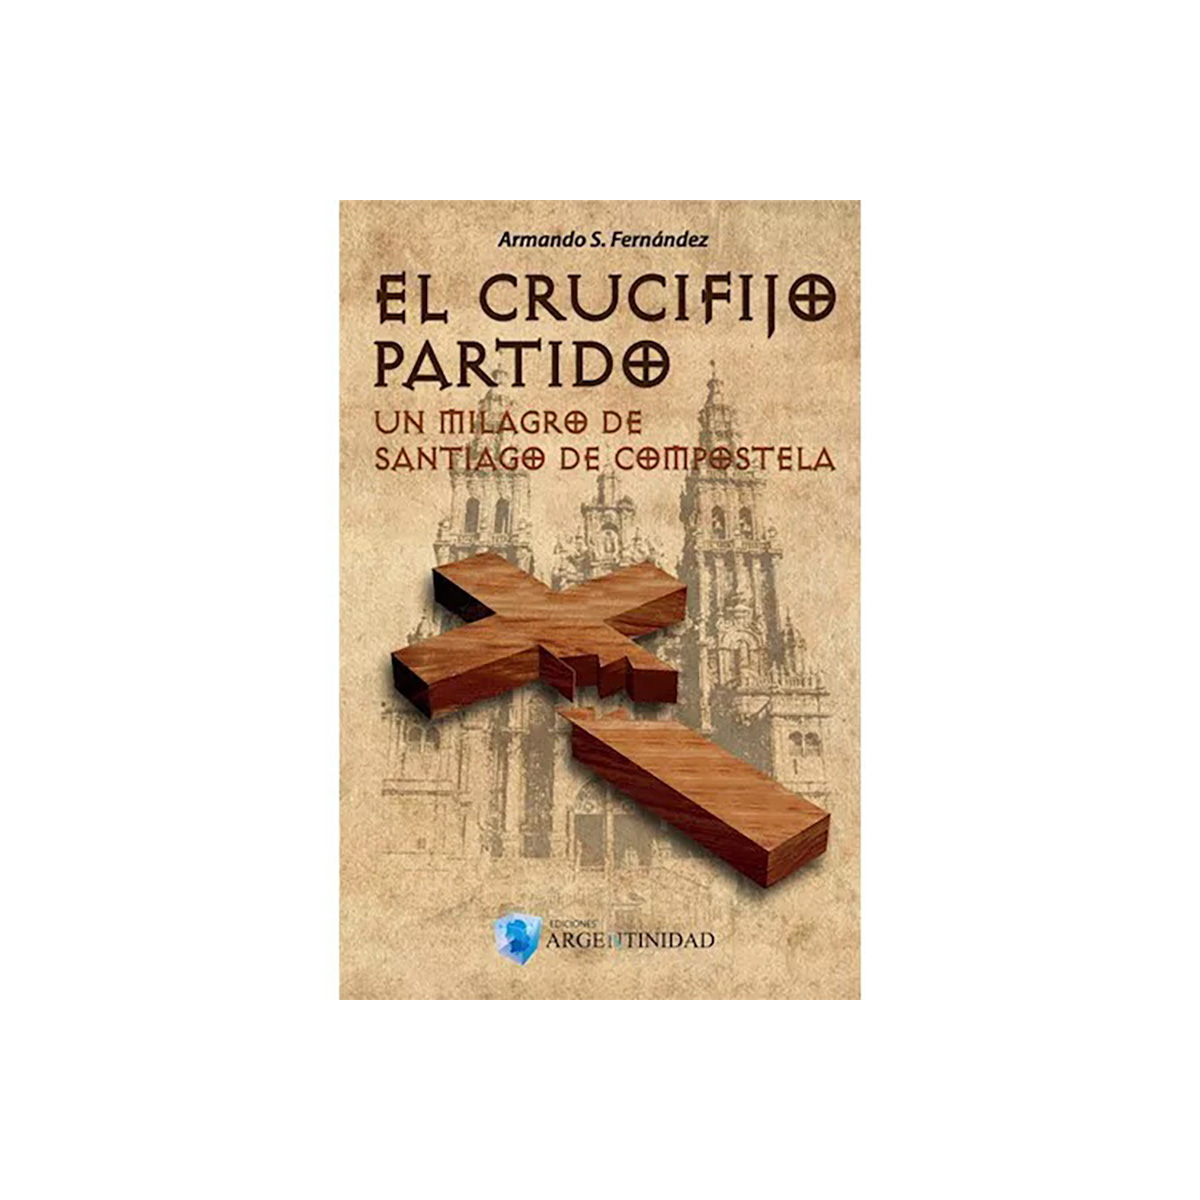 Armando S. Fernández
EL CRUCIFIJO
PARTIDO
UN MILAGRO DE
SANTIAGO DE COMPOSTELA
EDICIONES
ARGENTINIDAD